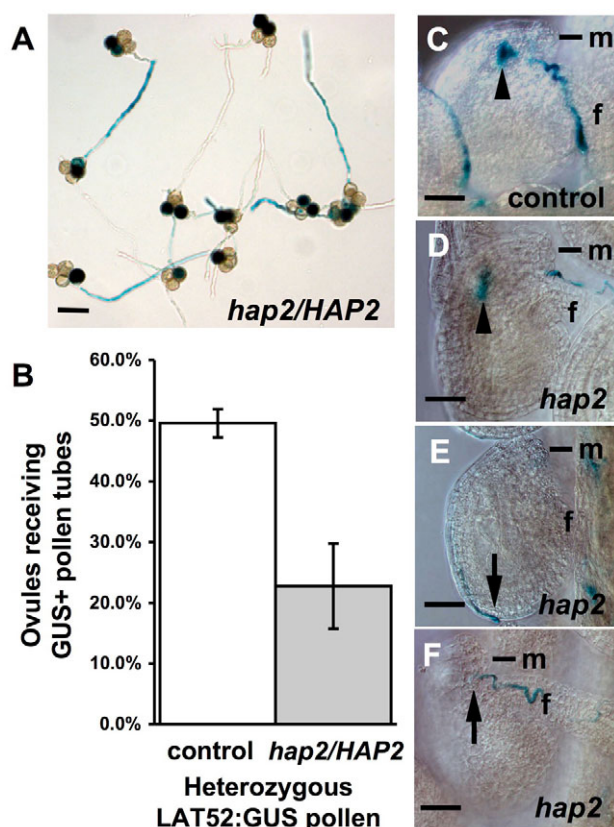 A
hap2/HAP2
B
Ovules receiving
GUS+ pollen tubes
60.0%
50.0%
40.0%
30.0%
20.0%
10.0%
0.0%
control hap2/HAP2
Heterozygous
LAT52:GUS pollen
C
m
f
control
D
m
f
hap2
E
m
f
hap2
F
m
f
hap2